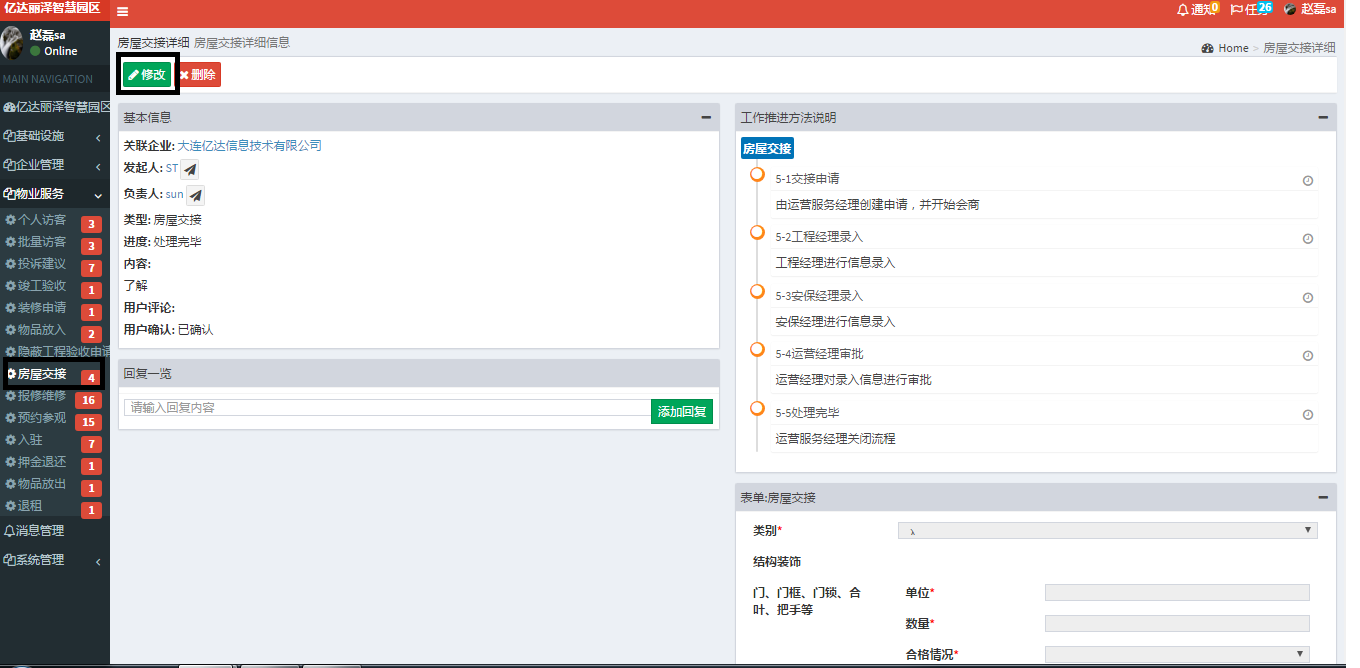 亿达丽泽智慧园区
通知 0
任务 26
赵磊sa
赵磊sa
Online
MAIN NAVIGATION
亿达丽泽智慧园区
基础设施
企业管理
物业服务
个人访客 3
批量访客 3
投诉建议 7
竣工验收 1
装修申请 1
物品放入 2
隐蔽工程验收申请
房屋交接 4
报修维修 16
预约参观 15
入驻 7
押金退还 1
物品放出 1
退租 1
消息管理
系统管理
房屋交接详细 房屋交接详细信息
Home > 房屋交接详细
修改
删除
基本信息
关联企业: 大连亿达信息技术有限公司
发起人: ST
负责人: sun
类型: 房屋交接
进度: 处理完毕
内容:
了解
用户评论:
用户确认: 已确认
回复一览
请输入回复内容
添加回复
工作推进方法说明
房屋交接
5-1交接申请
由运营服务经理创建申请，并开始会商
5-2工程经理录入
工程经理进行信息录入
5-3安保经理录入
安保经理进行信息录入
5-4运营经理审批
运营经理对录入信息进行审批
5-5处理完毕
运营服务经理关闭流程
表单:房屋交接
类别*
结构装饰
门、门框、门锁、合
叶、把手等
单位*
数量*
合格情况*